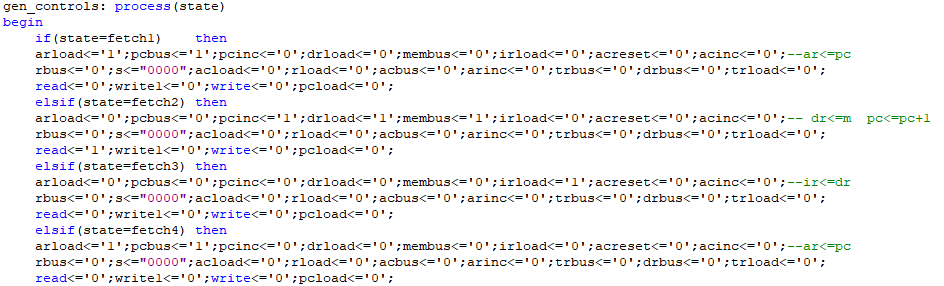 gen_controls: process(state)
begin
    if(state=fetch1)    then
    arload<='1';pcbus<='1';pcinc<='0';drload<='0';membus<='0';irload<='0';acreset<='0';acinc<='0';--ar<=pc
    rbus<='0';s<="0000";acload<='0';rload<='0';acbus<='0';arinc<='0';trbus<='0';drbus<='0';trload<='0';
    read<='0';writel<='0';write<='0';pcload<='0';
    elsif(state=fetch2) then
    arload<='0';pcbus<='0';pcinc<='1';drload<='1';membus<='1';irload<='0';acreset<='0';acinc<='0';-- dr<=m  pc<=pc+1
    rbus<='0';s<="0000";acload<='0';rload<='0';acbus<='0';arinc<='0';trbus<='0';drbus<='0';trload<='0';
    read<='1';writel<='0';write<='0';pcload<='0';
    elsif(state=fetch3) then
    arload<='0';pcbus<='0';pcinc<='0';drload<='0';membus<='0';irload<='1';acreset<='0';acinc<='0';--ir<=dr
    rbus<='0';s<="0000";acload<='0';rload<='0';acbus<='0';arinc<='0';trbus<='0';drbus<='0';trload<='0';
    read<='0';writel<='0';write<='0';pcload<='0';
    elsif(state=fetch4) then
    arload<='1';pcbus<='1';pcinc<='0';drload<='0';membus<='0';irload<='0';acreset<='0';acinc<='0';--ar<=pc
    rbus<='0';s<="0000";acload<='0';rload<='0';acbus<='0';arinc<='0';trbus<='0';drbus<='0';trload<='0';
    read<='0';writel<='0';write<='0';pcload<='0';